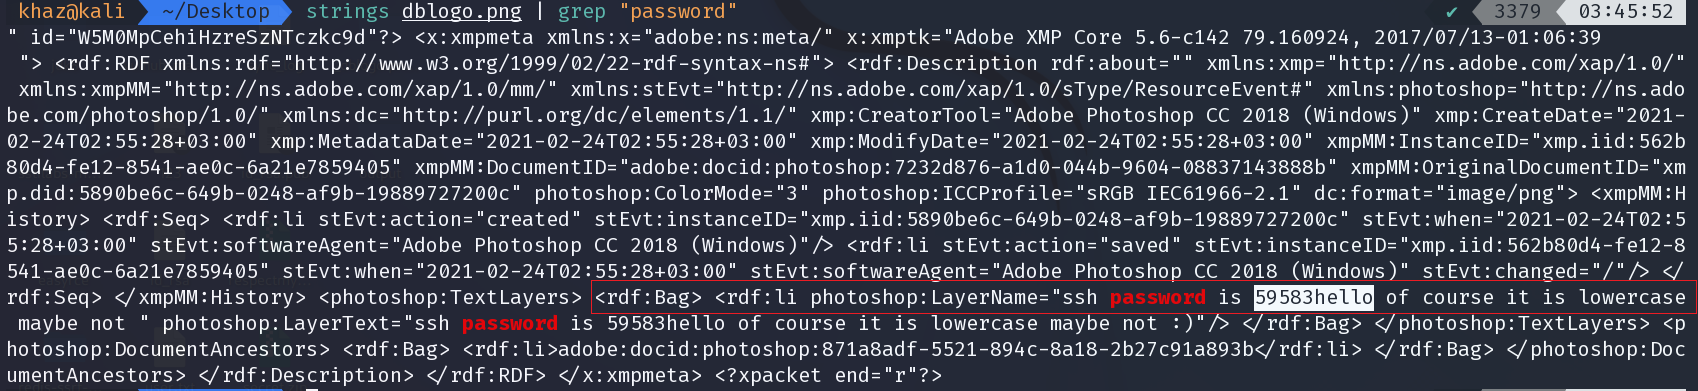 khaz@kali ~/Desktop strings dblogo.png | grep "password" ✔ 3379 03:45:52
" id="W5M0MpCehiHzreSzNTczkc9d"?> <x:xmpmeta xmlns:x="adobe:ns:meta/" x:xmptk="Adobe XMP Core 5.6-c142 79.160924, 2017/07/13-01:06:39
"> <rdf:RDF xmlns:rdf="http://www.w3.org/1999/02/22-rdf-syntax-ns#"> <rdf:Description rdf:about="" xmlns:xmp="http://ns.adobe.com/xap/1.0/"
xmlns:xmpMM="http://ns.adobe.com/xap/1.0/mm/" xmlns:stEvt="http://ns.adobe.com/xap/1.0/sType/ResourceEvent#" xmlns:photoshop="http://ns.ado
be.com/photoshop/1.0/" xmlns:dc="http://purl.org/dc/elements/1.1/" xmp:CreatorTool="Adobe Photoshop CC 2018 (Windows)" xmp:CreateDate="2021-
02-24T02:55:28+03:00" xmp:MetadataDate="2021-02-24T02:55:28+03:00" xmp:ModifyDate="2021-02-24T02:55:28+03:00" xmpMM:InstanceID="xmp.iid:562b
80d4-fe12-8541-ae0c-6a21e7859405" xmpMM:DocumentID="adobe:docid:photoshop:7232d876-a1d0-044b-9604-08837143888b" xmpMM:OriginalDocumentID="xm
p.did:5890be6c-649b-0248-af9b-19889727200c" photoshop:ColorMode="3" photoshop:ICCProfile="sRGB IEC61966-2.1" dc:format="image/png"> <xmpMM:H
istory> <rdf:Seq> <rdf:li stEvt:action="created" stEvt:instanceID="xmp.iid:5890be6c-649b-0248-af9b-19889727200c" stEvt:when="2021-02-24T02:5
5:28+03:00" stEvt:softwareAgent="Adobe Photoshop CC 2018 (Windows)"/> <rdf:li stEvt:action="saved" stEvt:instanceID="xmp.iid:562b80d4-fe12-8
541-ae0c-6a21e7859405" stEvt:when="2021-02-24T02:55:28+03:00" stEvt:softwareAgent="Adobe Photoshop CC 2018 (Windows)" stEvt:changed="/"/> </
rdf:Seq> </xmpMM:History> <photoshop:TextLayers> <rdf:Bag> <rdf:li photoshop:LayerName="ssh password is 59583hello of course it is lowercase
maybe not " photoshop:LayerText="ssh password is 59583hello of course it is lowercase maybe not :)"/> </rdf:Bag> </photoshop:TextLayers> <p
hotoshop:DocumentAncestors> <rdf:Bag> <rdf:li>adobe:docid:photoshop:871a8adf-5521-894c-8a18-2b27c91a893b</rdf:li> </rdf:Bag> </photoshop:Doc
umentAncestors> </rdf:Description> </rdf:RDF> </x:xmpmeta> <?xpacket end="r"?>